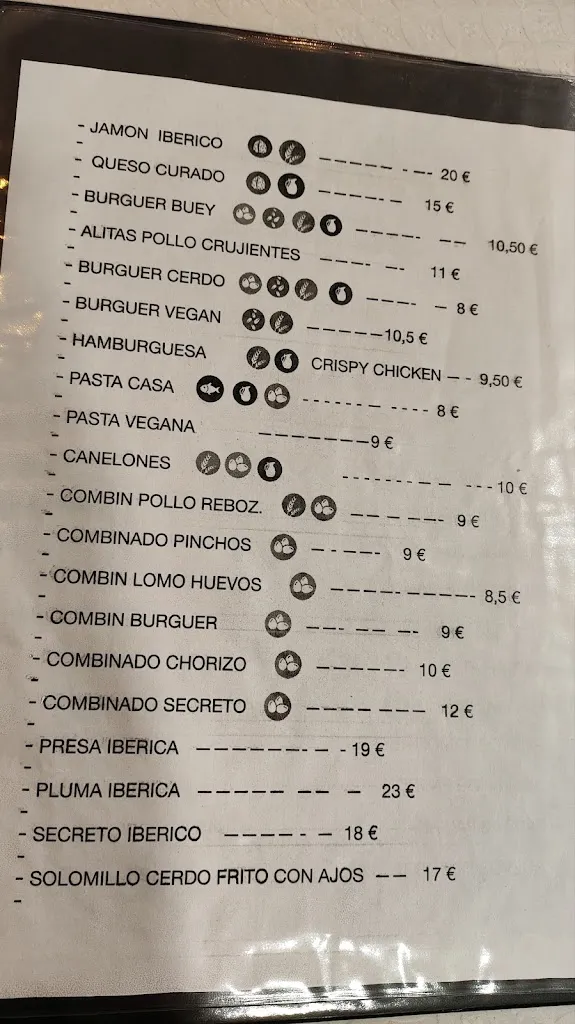 - JAMON IBERICO ------ --- 20 €
-
- QUESO CURADO ------ -- 15 €
-
- BURGUER BUEY ------ -- 10,50 €
-
- ALITAS POLLO CRUJIENTES ----- -- 11 €
-
- BURGUER CERDO ----- - 8 €
-
- BURGUER VEGAN -------10,5 €
-
- HAMBURGUESA CRISPY CHICKEN -- - 9,50 €
-
- PASTA CASA --------- ---- 8 €
-
- PASTA VEGANA --------9 €
-
- CANELONES --------- ---10 €
-
- COMBIN POLLO REBOZ. ------- 9 €
-
- COMBINADO PINCHOS ------ 9 €
-
- COMBIN LOMO HUEVOS ---------- 8,5 €
-
- COMBIN BURGUER ----- -- - 9 €
-
- COMBINADO CHORIZO ------- 10 €
-
- COMBINADO SECRETO ---- --- 12 €
-
- PRESA IBERICA -------- - -19 €
-
- PLUMA IBERICA ----- -- - 23 €
-
- SECRETO IBERICO ------ - 18 €
-
- SOLOMILLO CERDO FRITO CON AJOS -- 17 €
-